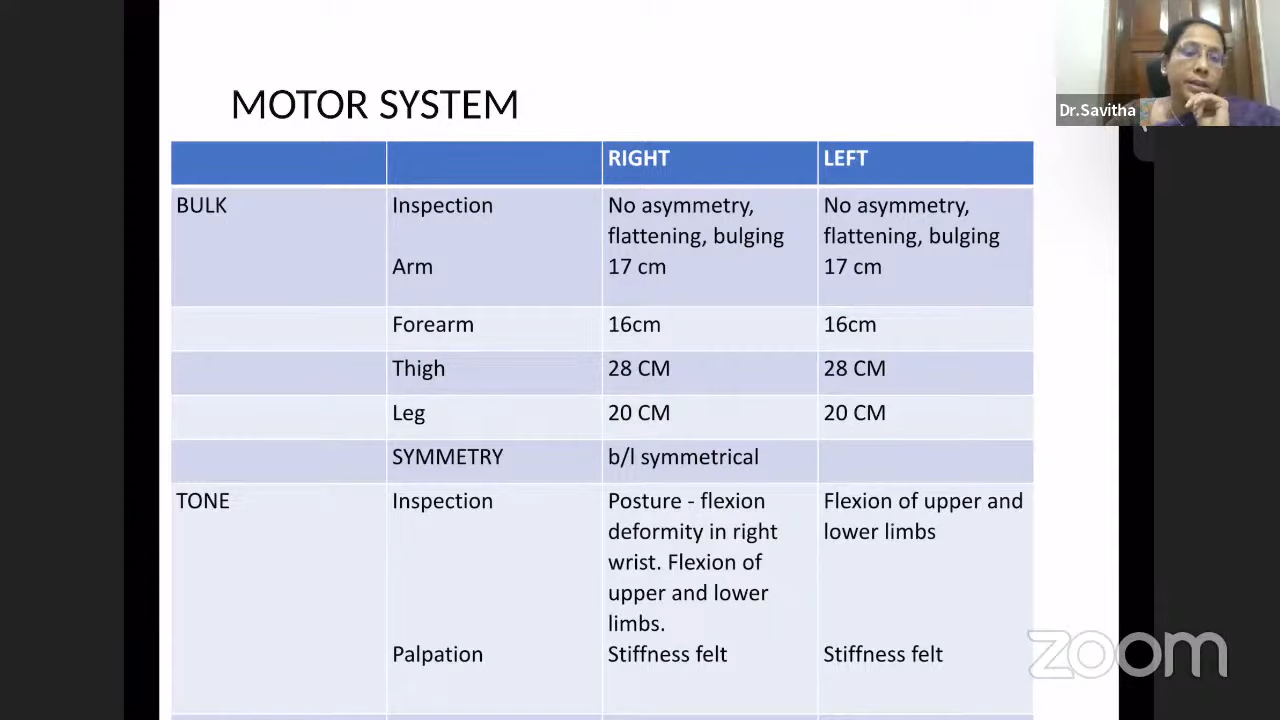 MOTOR SYSTEM
Dr.Savitha
RIGHT LEFT
BULK Inspection No asymmetry, No asymmetry,
flattening, bulging flattening, bulging
Arm 17 cm 17 cm
Forearm 16cm 16cm
Thigh 28 CM 28 CM
Leg 20 CM 20 CM
SYMMETRY b/l symmetrical
TONE Inspection Posture - flexion Flexion of upper and
deformity in right lower limbs
wrist. Flexion of
upper and lower
limbs.
Palpation Stiffness felt Stiffness felt
zoom